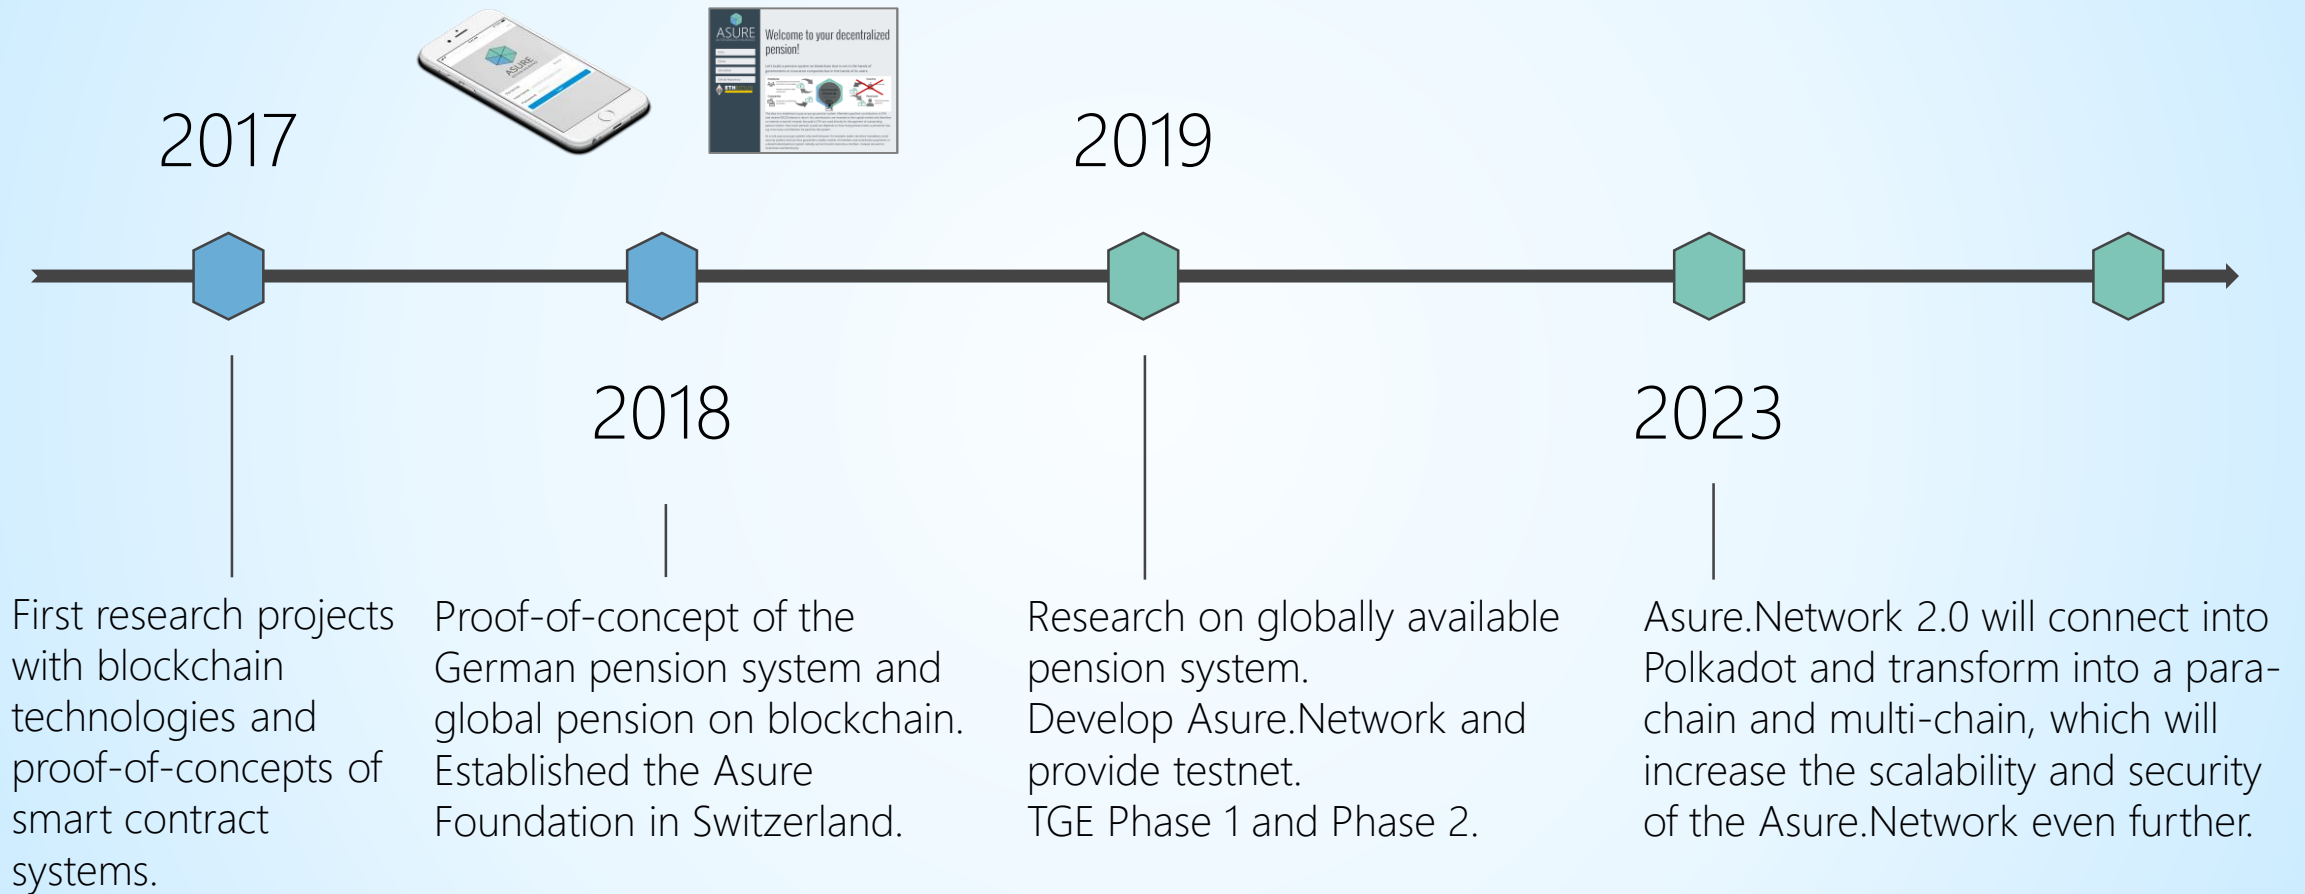 ASURE
ASURE
Welcome to your decentralized
pension!
2017
2019
2018
2023
First research projects
with blockchain
technologies and
proof-of-concepts of
smart contract
systems.
Proof-of-concept of the
German pension system and
global pension on blockchain.
Established the Asure
Foundation in Switzerland.
Research on globally available
pension system.
Develop Asure.Network and
provide testnet.
TGE Phase 1 and Phase 2.
Asure.Network 2.0 will connect into
Polkadot and transform into a para-
chain and multi-chain, which will
increase the scalability and security
of the Asure.Network even further.